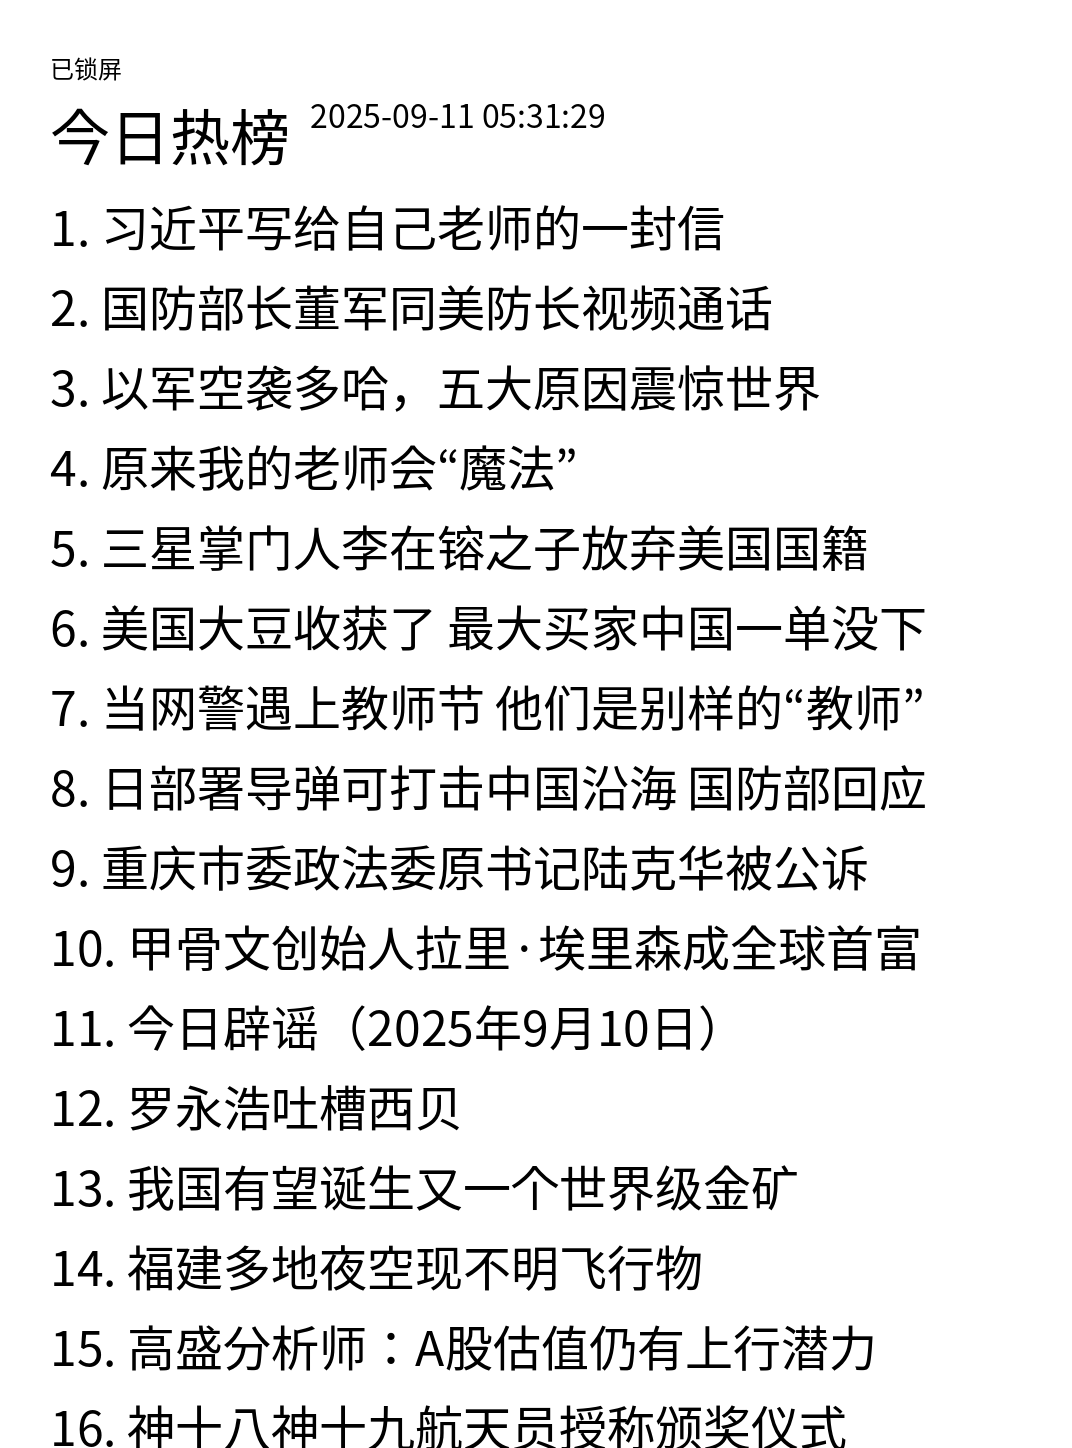 已锁屏
今日热榜 2025-09-11 05:31:29
1. 习近平写给自己老师的一封信
2. 国防部长董军同美防长视频通话
3. 以军空袭多哈，五大原因震惊世界
4. 原来我的老师会“魔法”
5. 三星掌门人李在镕之子放弃美国国籍
6. 美国大豆收获了 最大买家中国一单没下
7. 当网警遇上教师节 他们是别样的“教师”
8. 日部署导弹可打击中国沿海 国防部回应
9. 重庆市委政法委原书记陆克华被公诉
10. 甲骨文创始人拉里·埃里森成全球首富
11. 今日辟谣（2025年9月10日）
12. 罗永浩吐槽西贝
13. 我国有望诞生又一个世界级金矿
14. 福建多地夜空现不明飞行物
15. 高盛分析师：A股估值仍有上行潜力
16. 神十八神十九航天员授称颁奖仪式